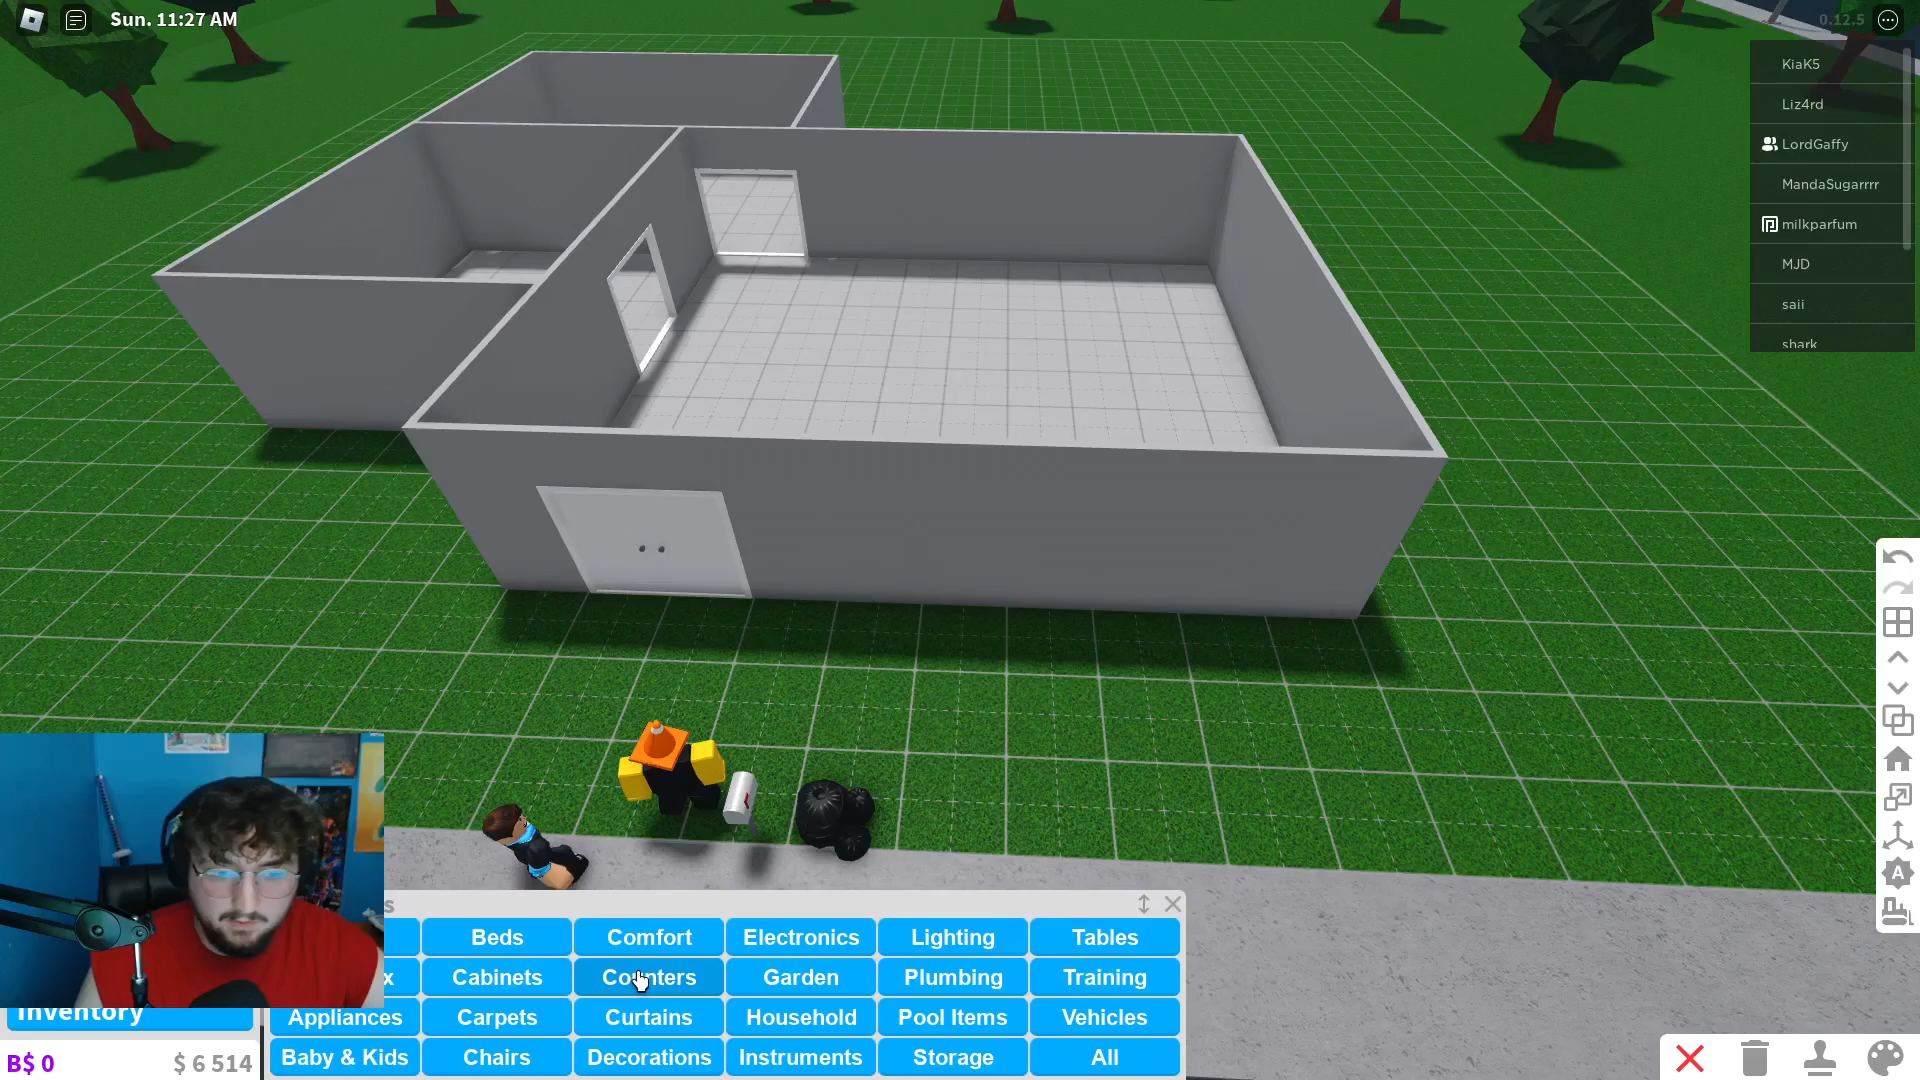 Sun. 11:27 AM
0.12.5
KiaK5
Liz4rd
LordGaffy
MandaSugarrrr
milkparfum
MJD
saii
shark
s
Beds Comfort Electronics Lighting Tables
x Cabinets Counters Garden Plumbing Training
Appliances Carpets Curtains Household Pool Items Vehicles
Baby & Kids Chairs Decorations Instruments Storage All
Inventory
B$ 0 $ 6 514
A